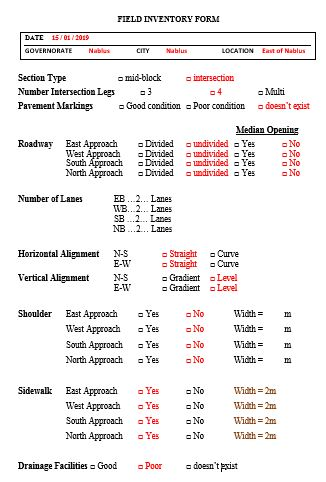 FIELD INVENTORY FORM
DATE 15 / 01 / 2019
GOVERNORATE Nablus CITY Nablus LOCATION East of Nablus
Section Type □ mid-block □ intersection
Number Intersection Legs □ 3 □ 4 □ Multi
Pavement Markings □ Good condition □ Poor condition □ doesn't exist
Median Opening
Roadway East Approach □ Divided □ undivided □ Yes □ No
West Approach □ Divided □ undivided □ Yes □ No
South Approach □ Divided □ undivided □ Yes □ No
North Approach □ Divided □ undivided □ Yes □ No
Number of Lanes EB ...2... Lanes
WB...2... Lanes
SB ...2... Lanes
NB ...2... Lanes
Horizontal Alignment N-S □ Straight □ Curve
E-W □ Straight □ Curve
Vertical Alignment N-S □ Gradient □ Level
E-W □ Gradient □ Level
Shoulder East Approach □ Yes □ No Width = m
West Approach □ Yes □ No Width = m
South Approach □ Yes □ No Width = m
North Approach □ Yes □ No Width = m
Sidewalk East Approach □ Yes □ No Width = 2m
West Approach □ Yes □ No Width = 2m
South Approach □ Yes □ No Width = 2m
North Approach □ Yes □ No Width = 2m
Drainage Facilities □ Good □ Poor □ doesn't exist